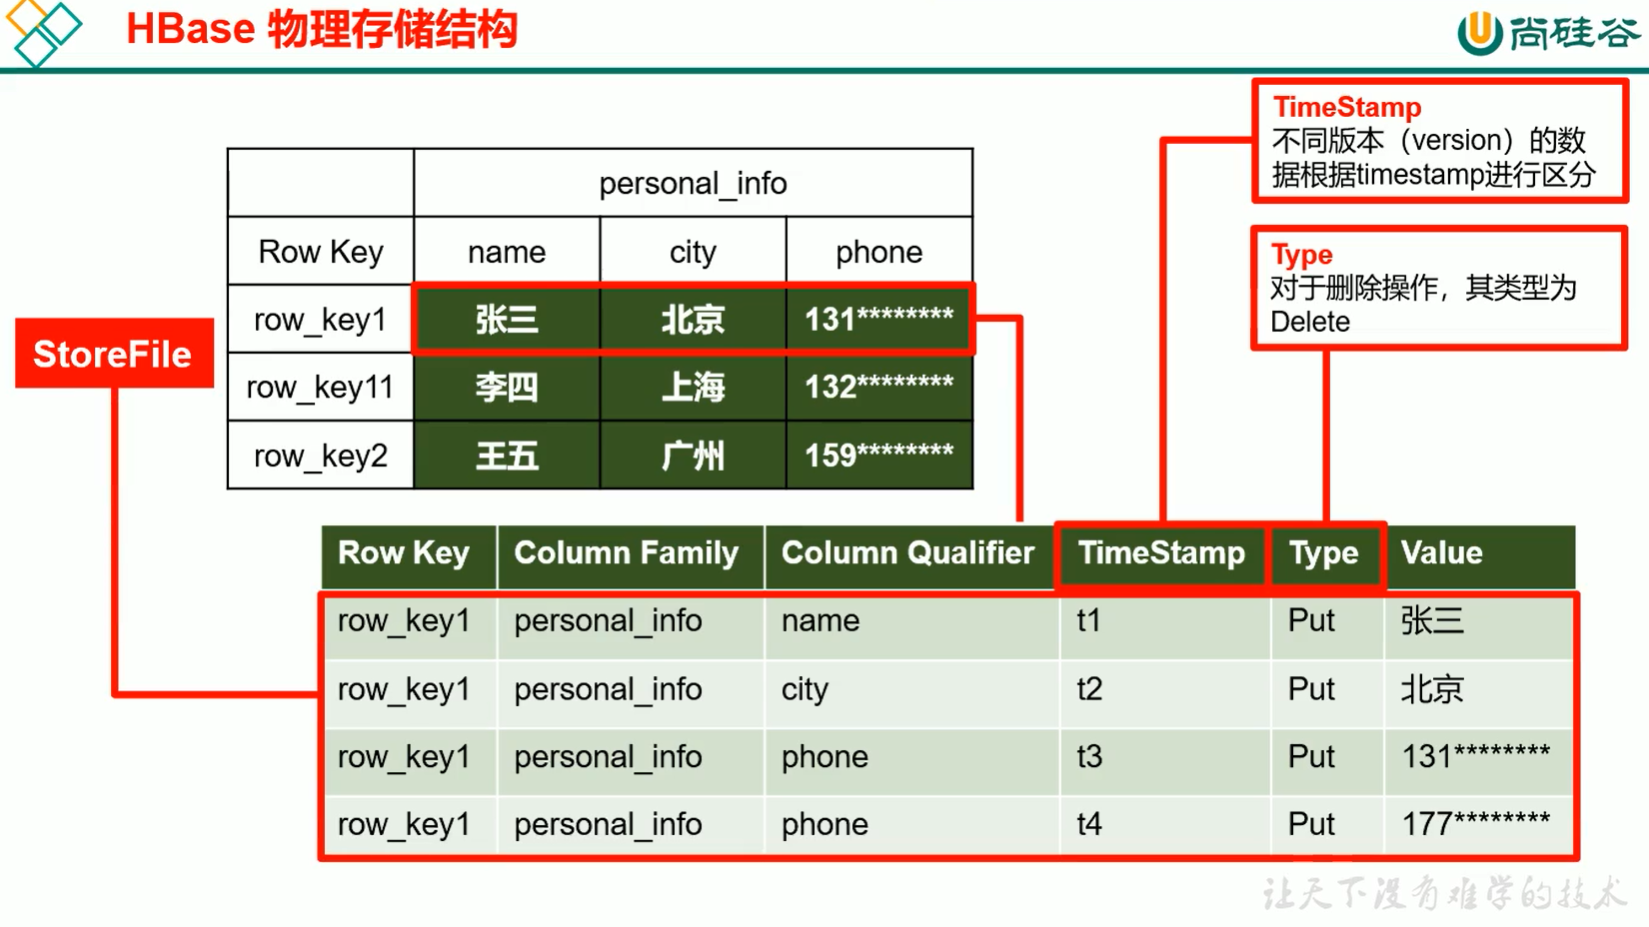 HBase 物理存储结构
尚硅谷
TimeStamp
不同版本（version）的数
据根据timestamp进行区分
Type
对于删除操作，其类型为
Delete
StoreFile
personal_info
Row Key name city phone
row_key1 张三 北京 131********
row_key11 李四 上海 132********
row_key2 王五 广州 159********
Row Key Column Family Column Qualifier TimeStamp Type Value
row_key1 personal_info name t1 Put 张三
row_key1 personal_info city t2 Put 北京
row_key1 personal_info phone t3 Put 131********
row_key1 personal_info phone t4 Put 177********
让天下没有难学的技术